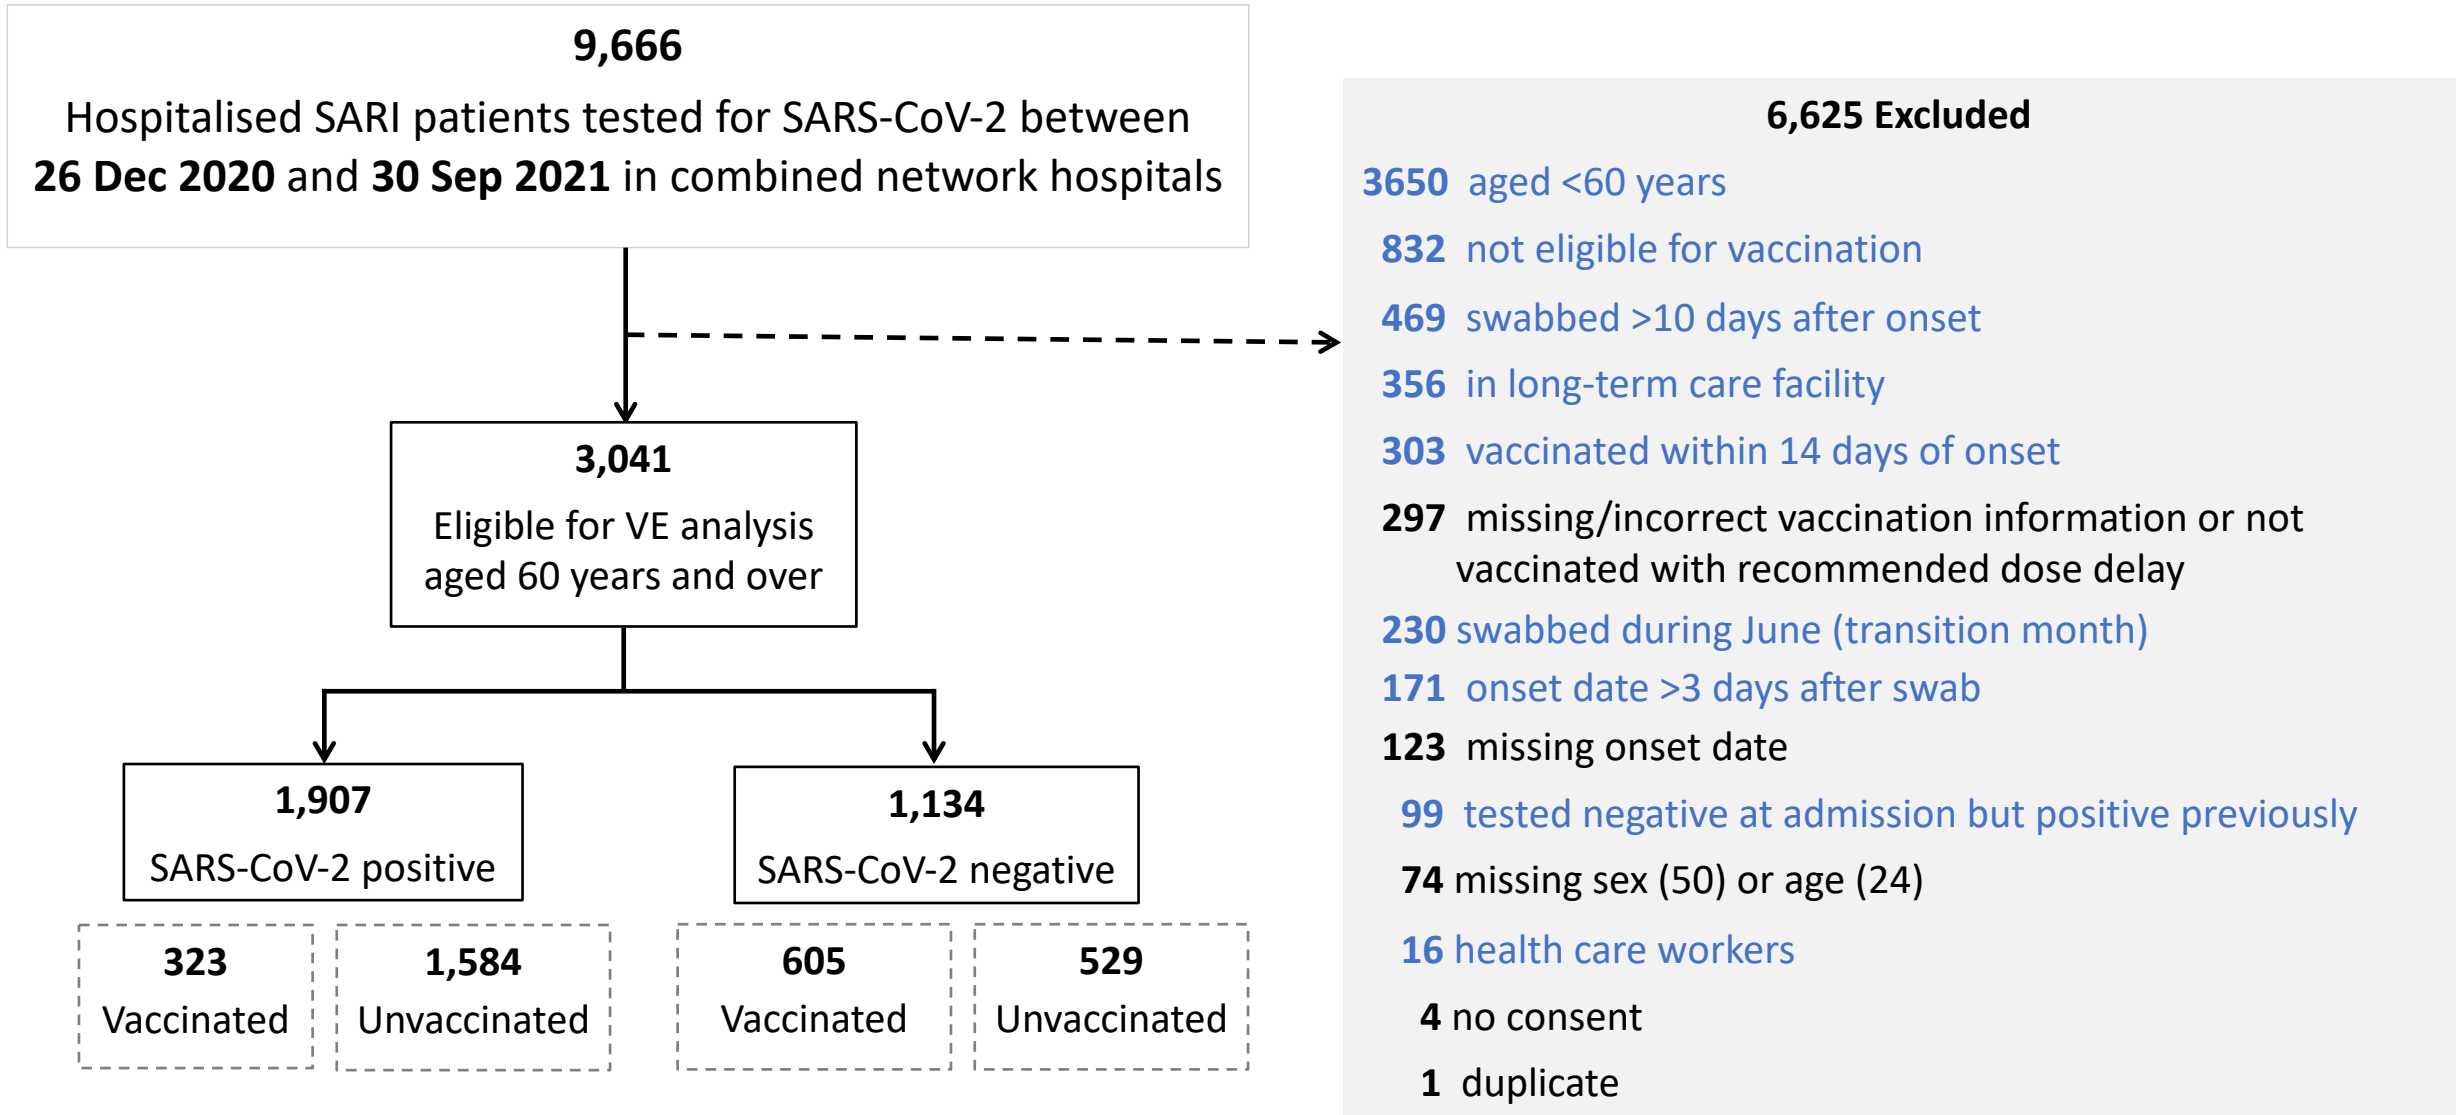 9,666
Hospitalised SARI patients tested for SARS-CoV-2 between
26 Dec 2020 and 30 Sep 2021 in combined network hospitals
6,625 Excluded
3650 aged <60 years
832 not eligible for vaccination
469 swabbed >10 days after onset
356 in long-term care facility
303 vaccinated within 14 days of onset
297 missing/incorrect vaccination information or not
vaccinated with recommended dose delay
230 swabbed during June (transition month)
171 onset date >3 days after swab
123 missing onset date
99 tested negative at admission but positive previously
74 missing sex (50) or age (24)
16 health care workers
4 no consent
1 duplicate
3,041
Eligible for VE analysis
aged 60 years and over
1,907
SARS-CoV-2 positive
1,134
SARS-CoV-2 negative
323
Vaccinated
1,584
Unvaccinated
605
Vaccinated
529
Unvaccinated